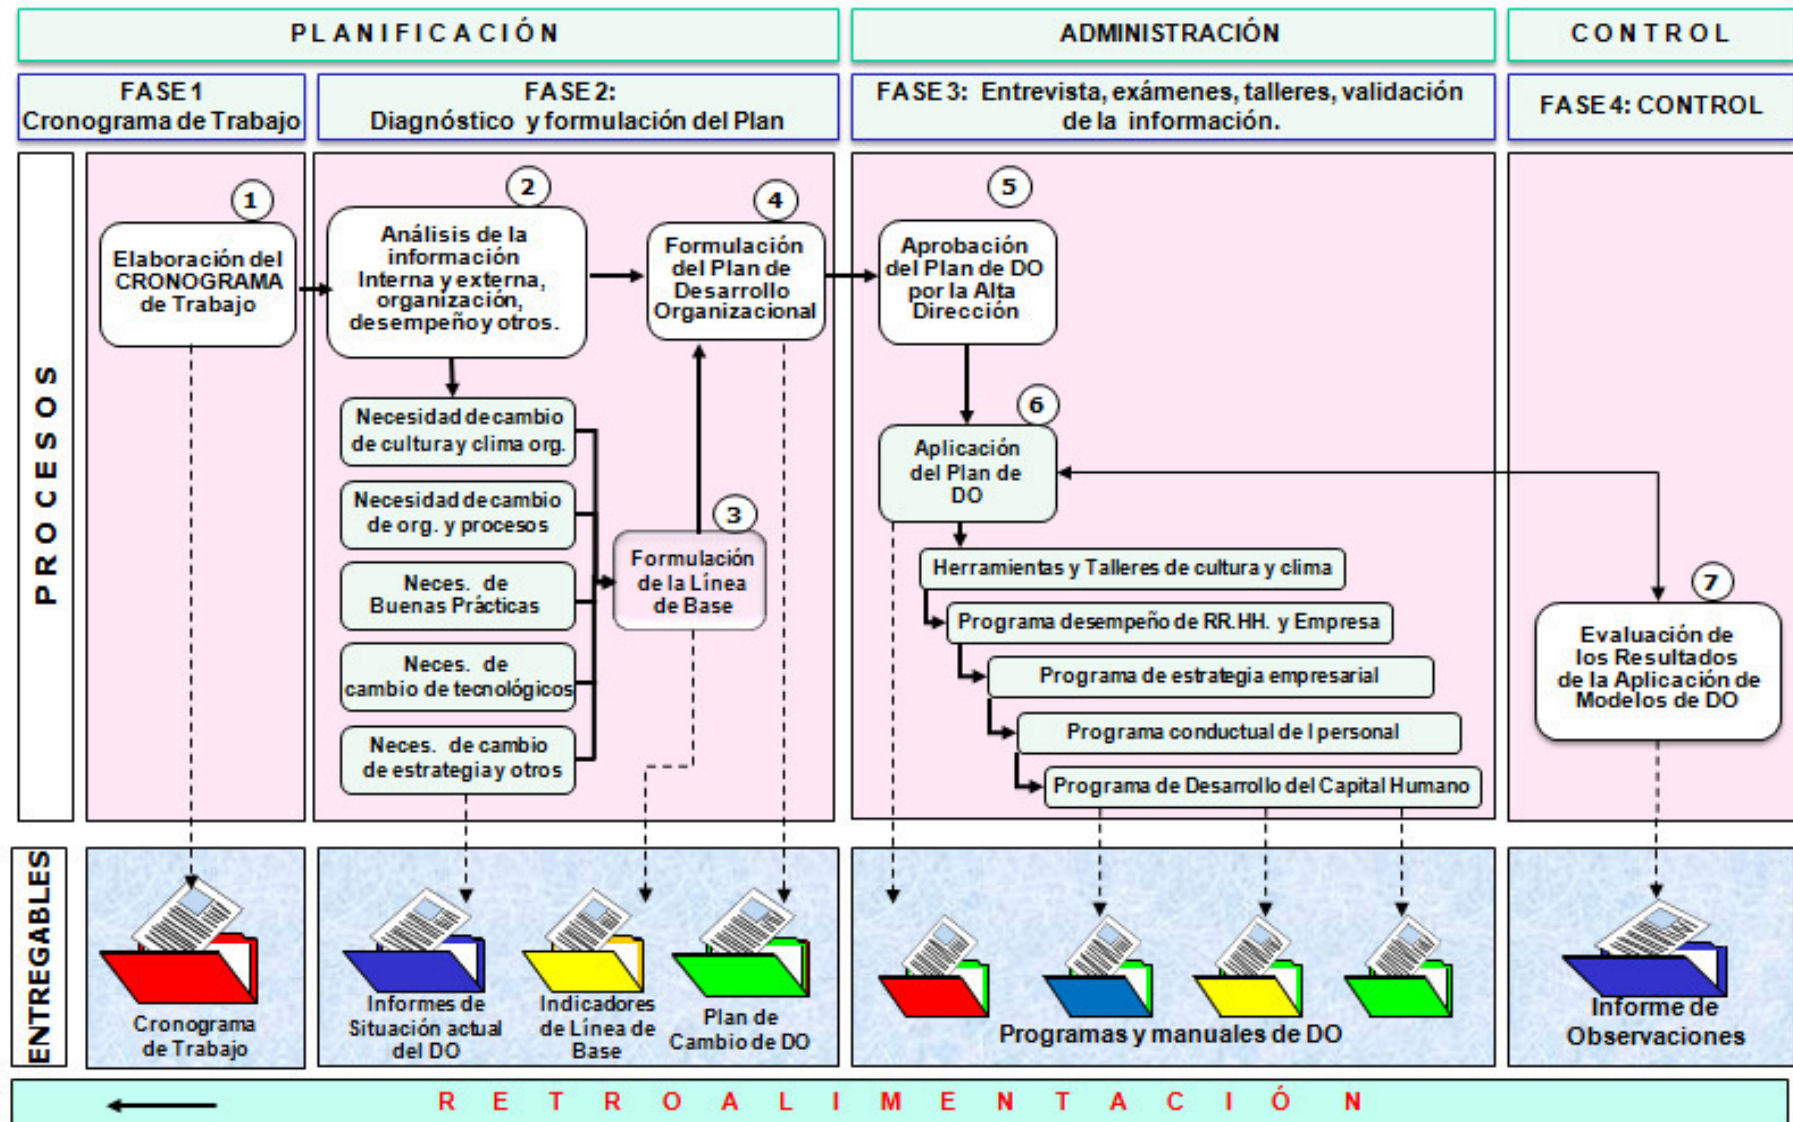 PLANIFICACIÓN
ADMINISTRACIÓN
CONTROL
FASE 1
Cronograma de Trabajo
FASE 2:
Diagnóstico y formulación del Plan
FASE 3: Entrevista, exámenes, talleres, validación
de la información.
FASE 4: CONTROL
PROCESOS
1
Elaboración del
CRONOGRAMA
de Trabajo
2
Análisis de la
información
Interna y externa,
organización,
desempeño y otros.
Necesidad de cambio
de cultura y clima org.
Necesidad de cambio
de org. y procesos
Neces. de
Buenas Prácticas
Neces. de
cambio de tecnológicos
Neces. de cambio
de estrategia y otros
3
Formulación
de la Línea
de Base
4
Formulación
del Plan de
Desarrollo
Organizacional
5
Aprobación
del Plan de DO
por la Alta
Dirección
6
Aplicación
del Plan de
DO
Herramientas y Talleres de cultura y clima
Programa desempeño de RR.HH. y Empresa
Programa de estrategia empresarial
Programa conductual de l personal
Programa de Desarrollo del Capital Humano
7
Evaluación de
los Resultados
de la Aplicación de
Modelos de DO
ENTREGABLES
Cronograma
de Trabajo
Informes de
Situación actual
del DO
Indicadores
de Línea de
Base
Plan de
Cambio de DO
Programas y manuales de DO
Informe de
Observaciones
RETROALIMENTACIÓN